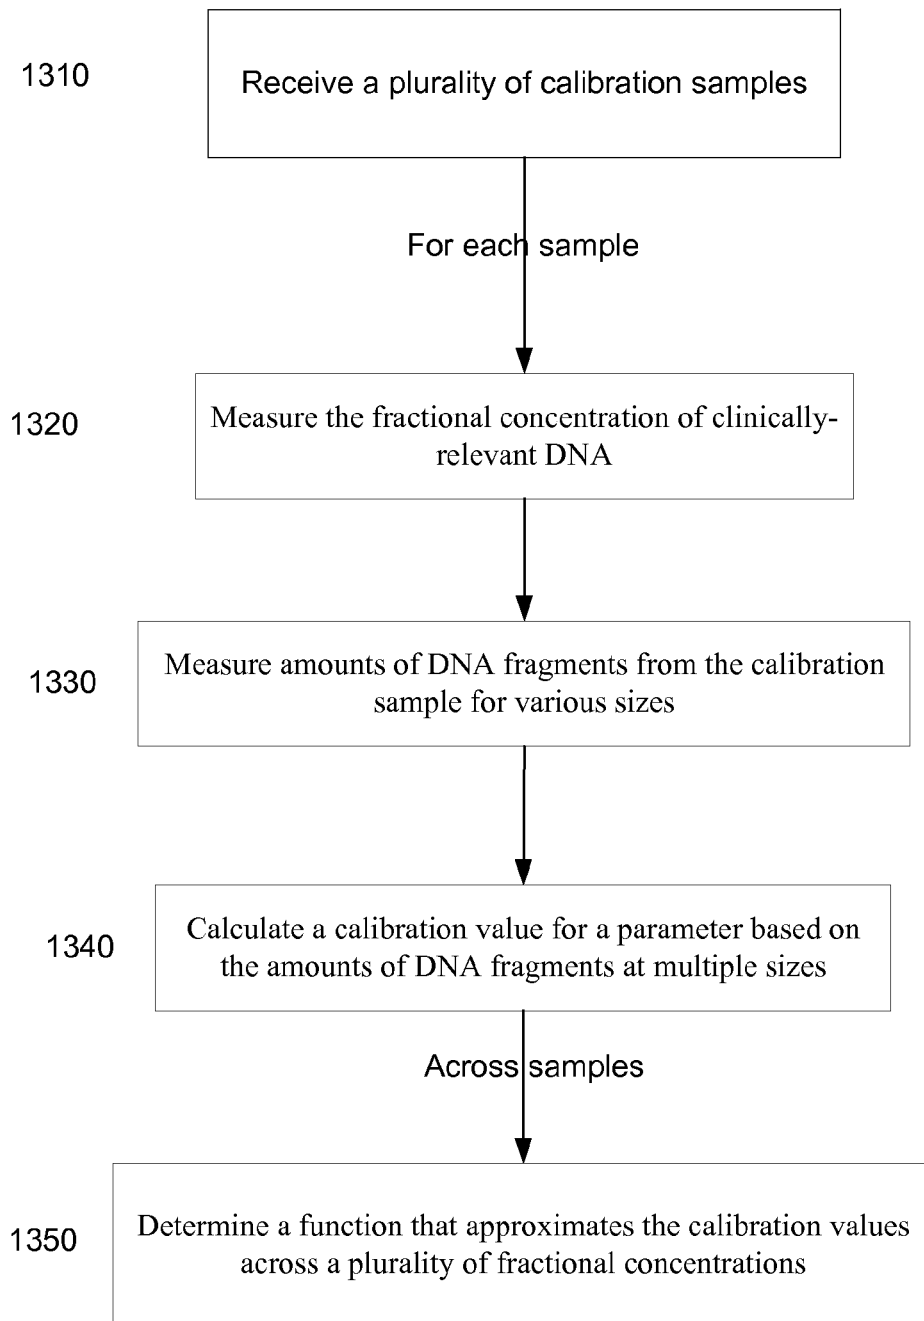 1310
Receive a plurality of calibration samples
For each sample
1320
Measure the fractional concentration of clinically-
relevant DNA
1330
Measure amounts of DNA fragments from the calibration
sample for various sizes
1340
Calculate a calibration value for a parameter based on
the amounts of DNA fragments at multiple sizes
Across samples
1350
Determine a function that approximates the calibration values
across a plurality of fractional concentrations